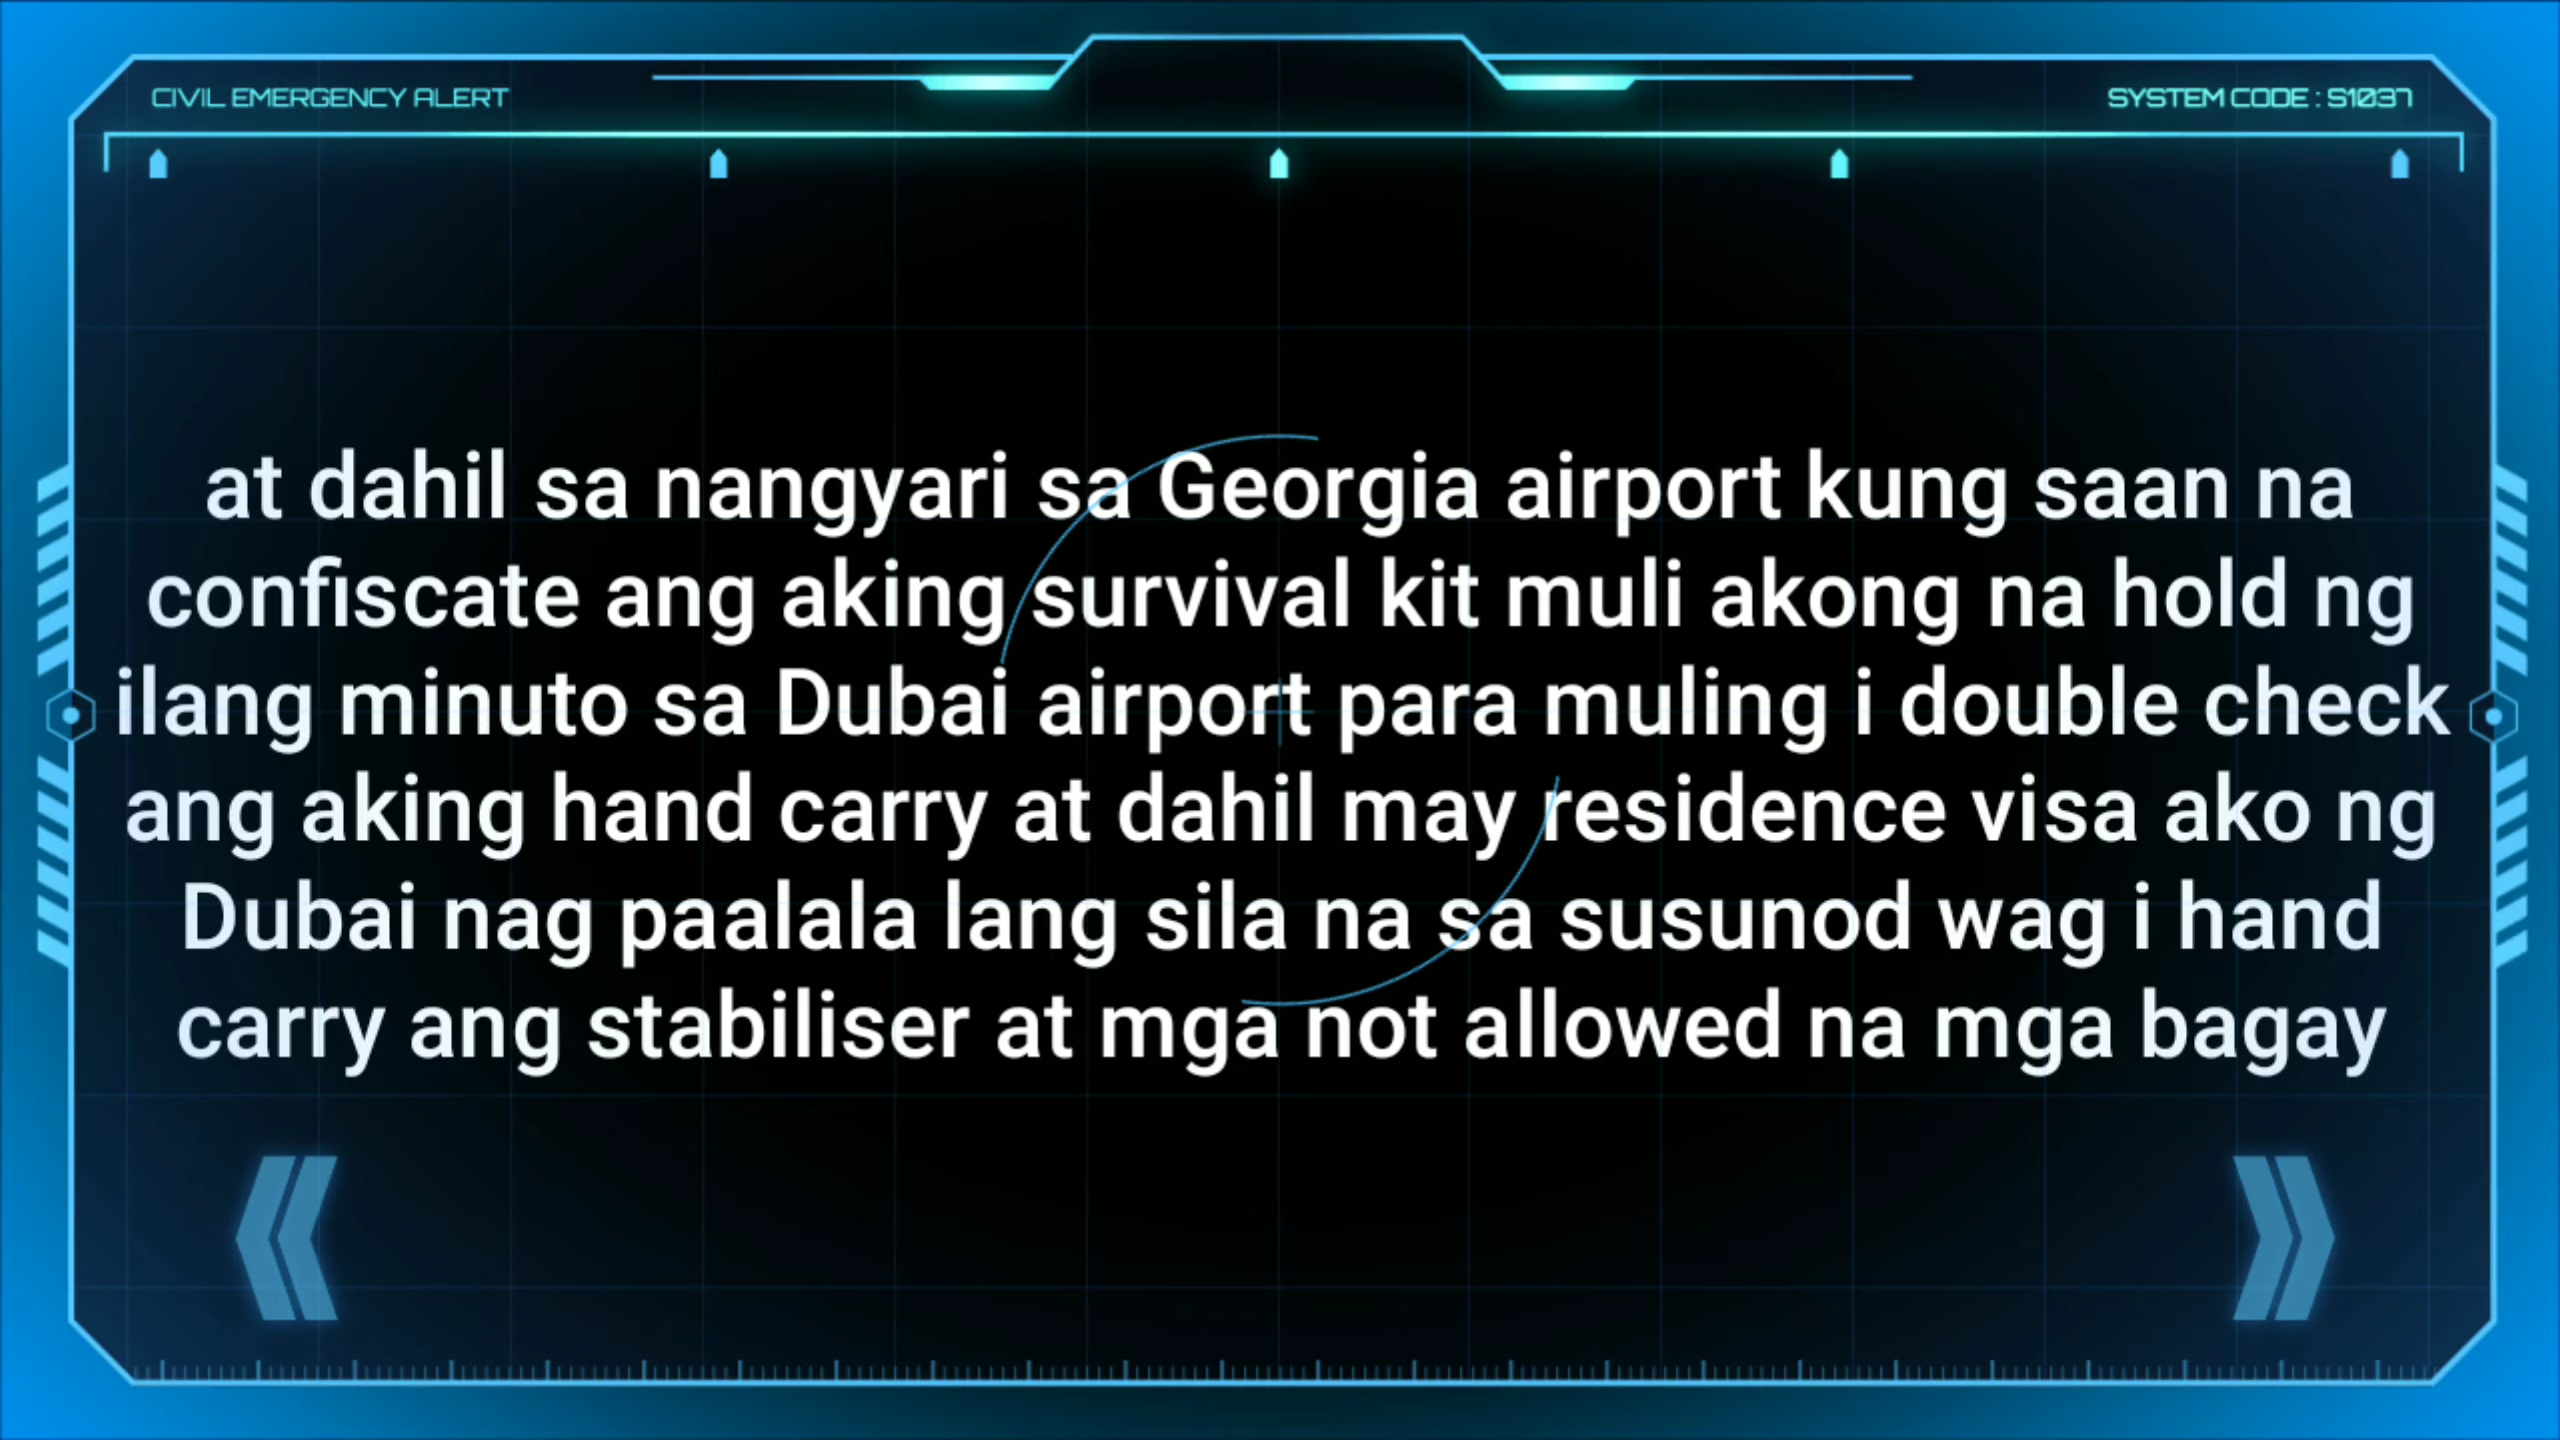 CIVIL EMERGENCY ALERT
SYSTEM CODE : S1037
at dahil sa nangyari sa Georgia airport kung saan na
confiscate ang aking survival kit muli akong na hold ng
ilang minuto sa Dubai airport para muling i double check
ang aking hand carry at dahil may residence visa ako ng
Dubai nag paalala lang sila na sa susunod wag i hand
carry ang stabiliser at mga not allowed na mga bagay